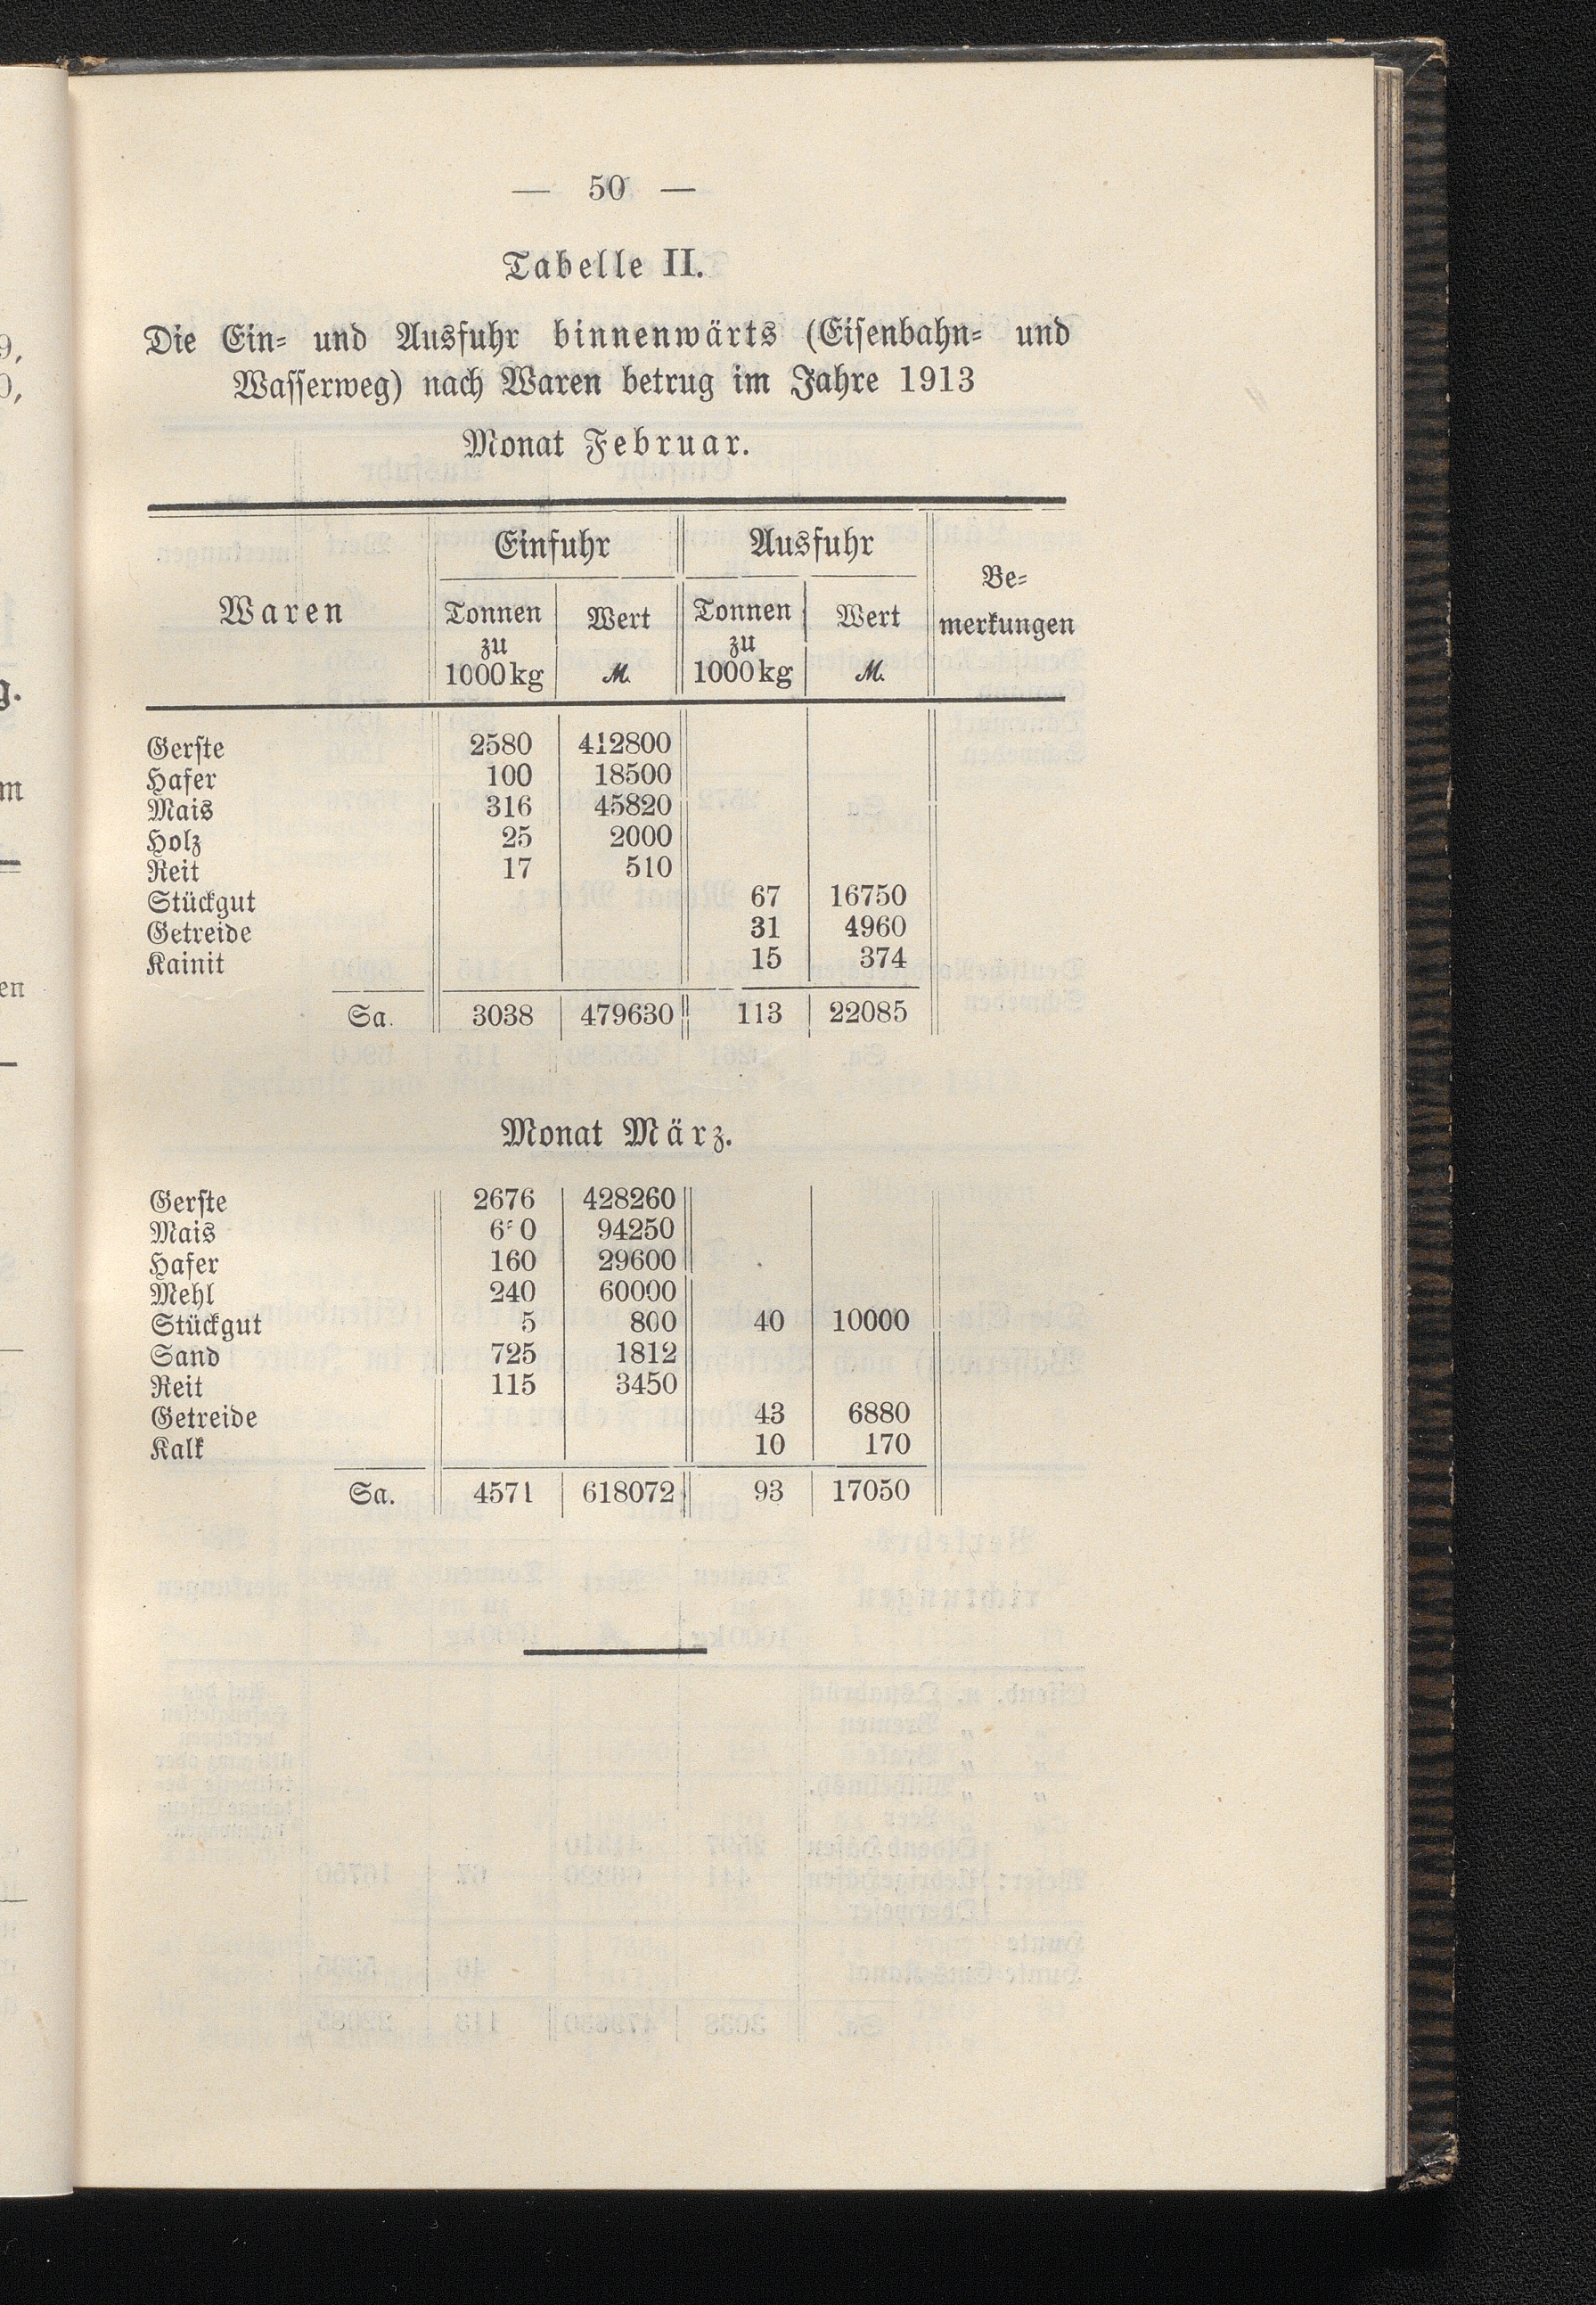 — 50 —
Tabelle II.
Die Ein- und Ausfuhr binnenwärts (Eisenbahn- und
Wasserweg) nach Waren betrug im Jahre 1913
Monat Februar.
Waren Einfuhr Ausfuhr Be-
merkungen
Tonnen Wert Tonnen Wert
zu zu
1000 kg M. 1000 kg M.
Gerste 2580 412800
Hafer 100 18500
Mais 316 45820
Holz 25 2000
Reit 17 510
Stückgut 67 16750
Getreide 31 4960
Kainit 15 374
Sa. 3038 479630 113 22085
Monat März.
Gerste 2676 428260
Mais 94250
Hafer 160 29600
Mehl 240 60000
Stückgut 5 800 40 10000
Sand 725 1812
Reit 115 3450
Getreide 43 6880
Kalk 10 170
Sa. 4571 618072 93 17050